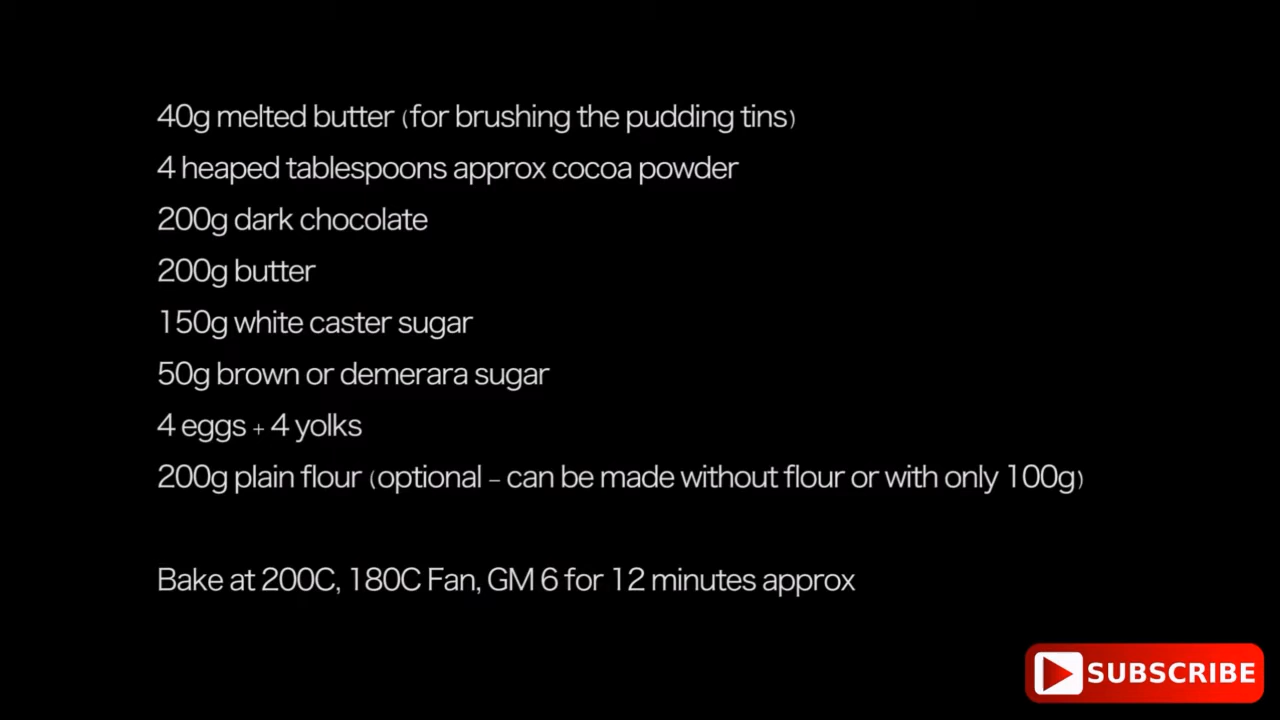 40g melted butter (for brushing the pudding tins)
4 heaped tablespoons approx cocoa powder
200g dark chocolate
200g butter
150g white caster sugar
50g brown or demerara sugar
4 eggs + 4 yolks
200g plain flour (optional – can be made without flour or with only 100g)
Bake at 200C, 180C Fan, GM 6 for 12 minutes approx
SUBSCRIBE